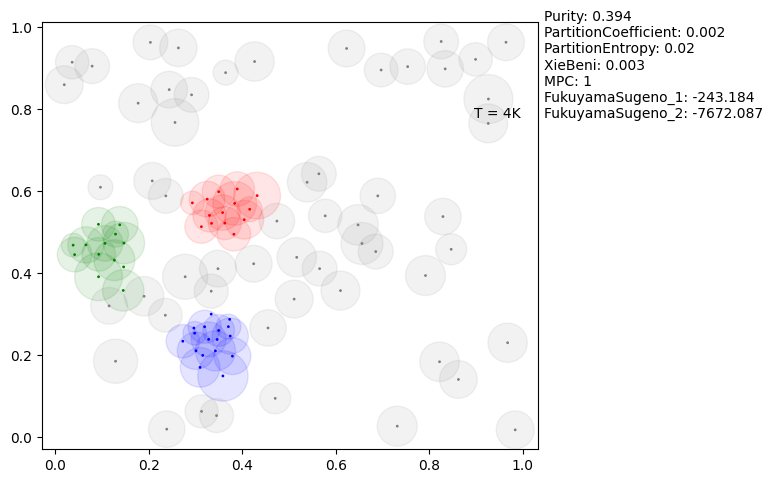 Purity: 0.394
PartitionCoefficient: 0.002
PartitionEntropy: 0.02
XieBeni: 0.003
MPC: 1
FukuyamaSugeno_1: -243.184
FukuyamaSugeno_2: -7672.087
T = 4K
1.0
0.8
0.6
0.4
0.2
0.0
0.0 0.2 0.4 0.6 0.8 1.0